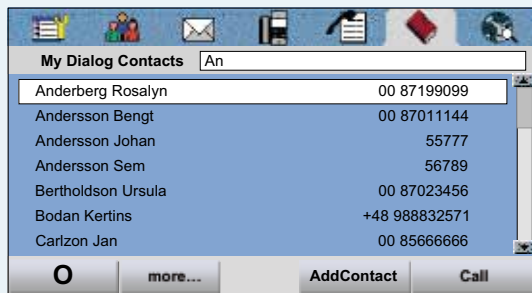 My Dialog Contacts An
Anderberg Rosalyn 00 87199099
Andersson Bengt 00 87011144
Andersson Johan 55777
Andersson Sem 56789
Bertholdson Ursula 00 87023456
Bodan Kertins +48 988832571
Carlzon Jan 00 85666666
O more... AddContact Call